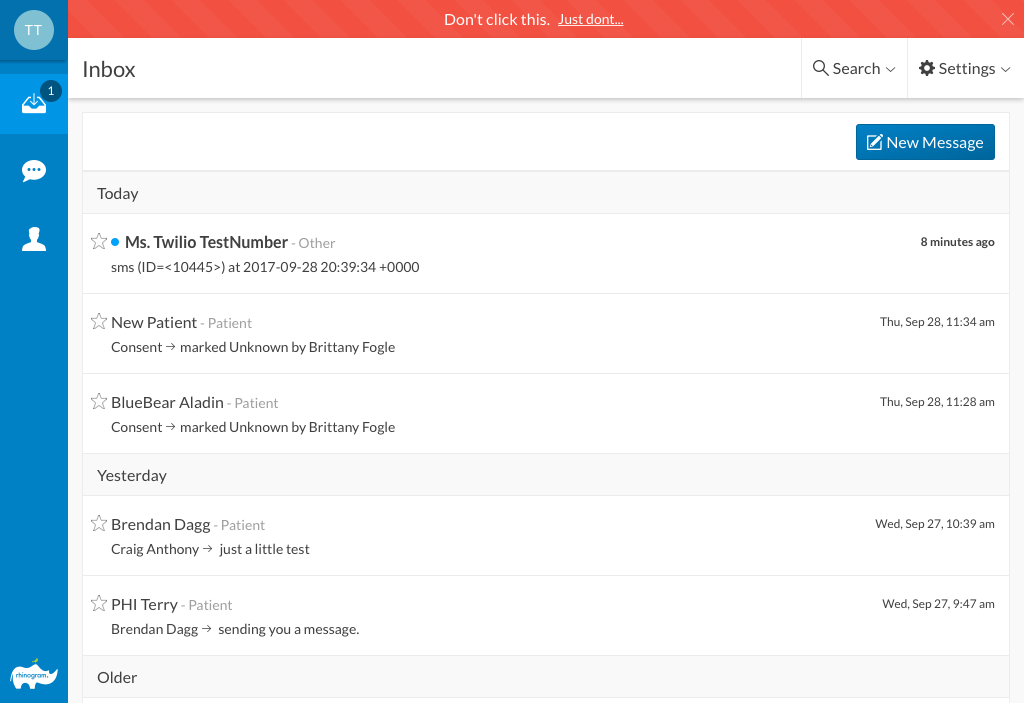 TT
Don't click this. Just dont...
1
Inbox
Search
Settings
New Message
Today
Ms. Twilio TestNumber - Other
8 minutes ago
sms (ID=<10445>) at 2017-09-28 20:39:34 +0000
New Patient - Patient
Thu, Sep 28, 11:34 am
Consent → marked Unknown by Brittany Fogle
BlueBear Aladin - Patient
Thu, Sep 28, 11:28 am
Consent → marked Unknown by Brittany Fogle
Yesterday
Brendan Dagg - Patient
Wed, Sep 27, 10:39 am
Craig Anthony → just a little test
PHI Terry - Patient
Wed, Sep 27, 9:47 am
Brendan Dagg → sending you a message.
rhinogram.
Older